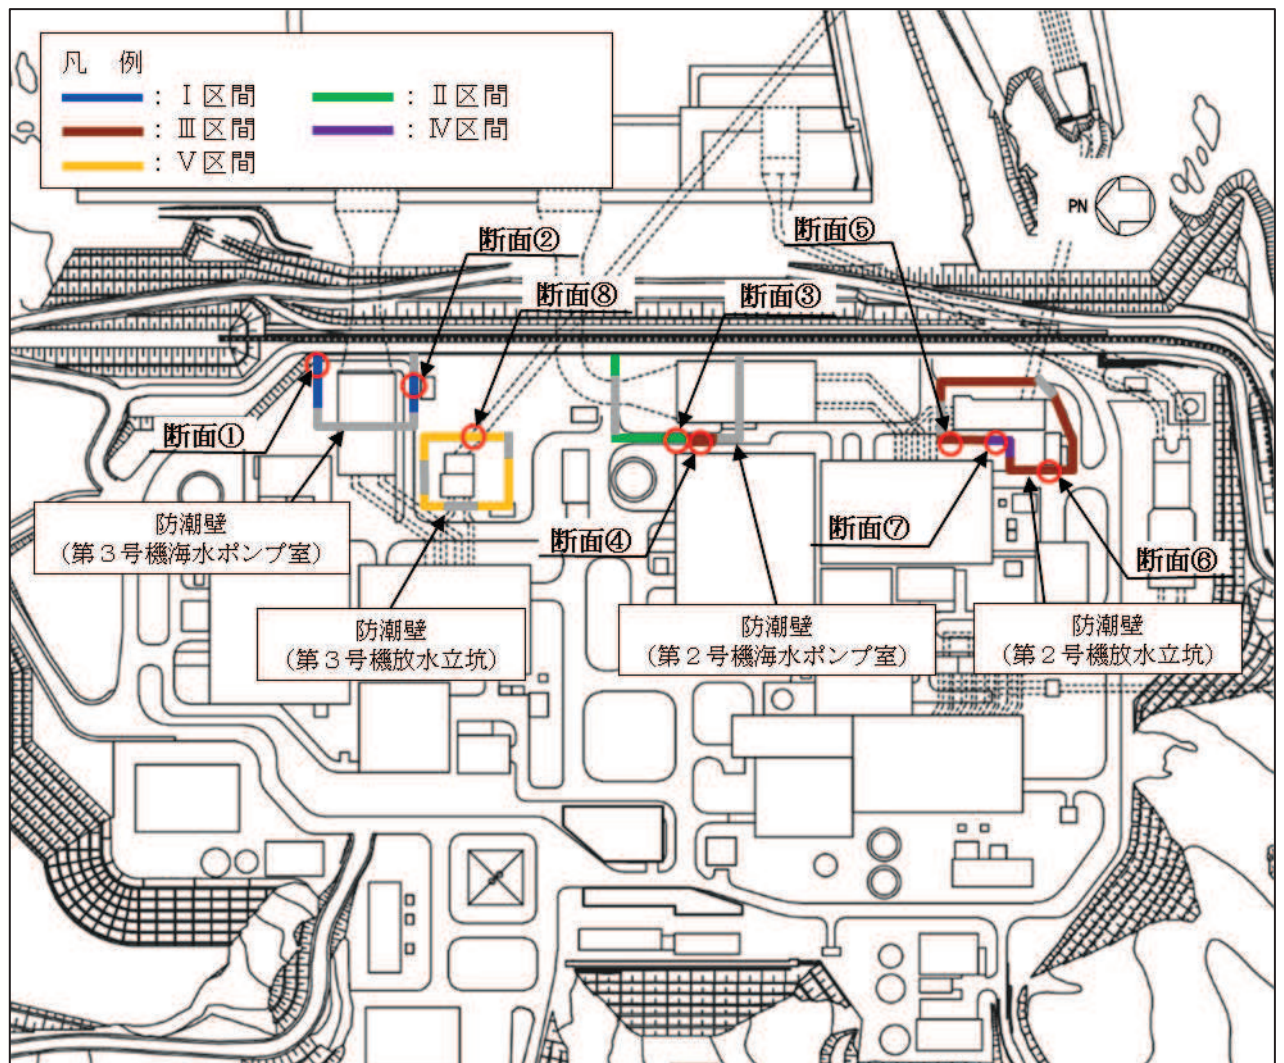 凡　例
：Ⅰ区間
：Ⅱ区間
：Ⅲ区間
：Ⅳ区間
：Ⅴ区間
PN
断面⑤
断面②
断面⑧
断面③
断面①
防潮壁
（第３号機海水ポンプ室）
断面④
断面⑦
断面⑥
防潮壁
（第３号機放水立坑）
防潮壁
（第２号機海水ポンプ室）
防潮壁
（第２号機放水立坑）